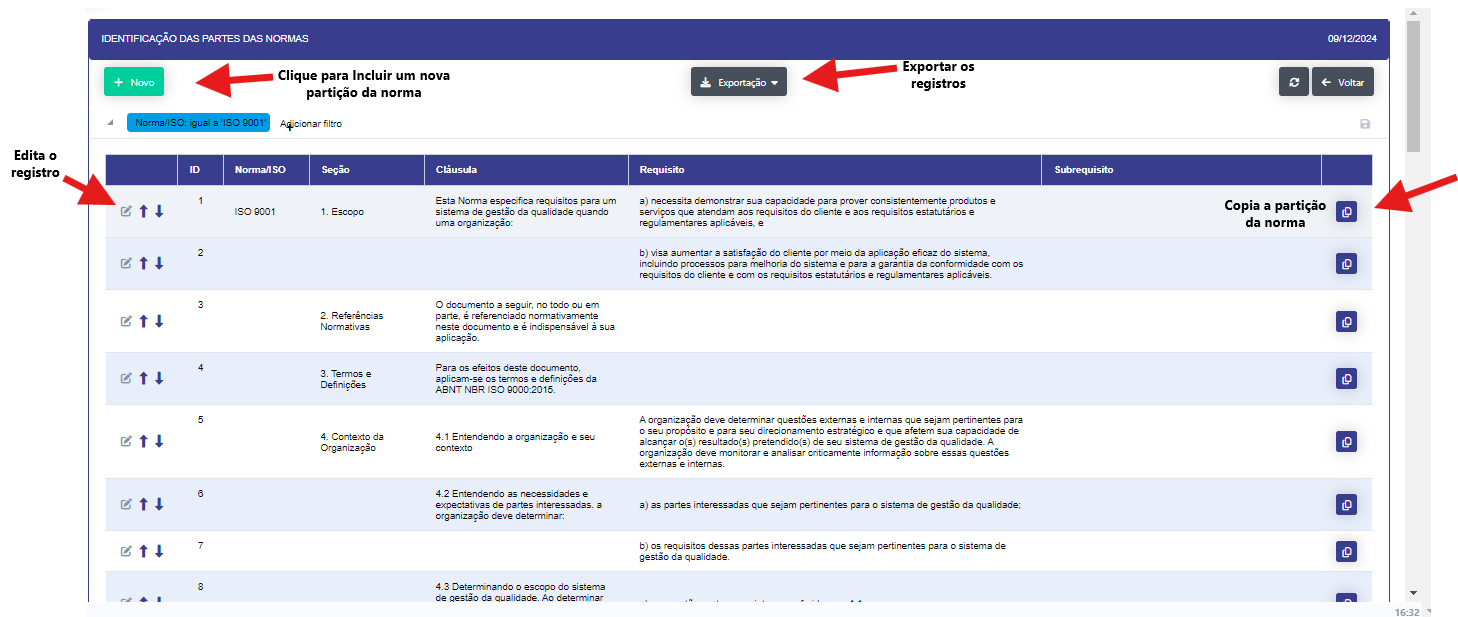 IDENTIFICAÇÃO DAS PARTES DAS NORMAS
09/12/2024
Novo
Clique para Incluir um nova
partição da norma
Exportação
Exportar os
registros
Voltar
Norma/ISO: igual a 'ISO 9001'
Adicionar filtro
Edita o
registro
ID
Norma/ISO
Seção
Cláusula
Requisito
Subrequisito
1
ISO 9001
1. Escopo
Esta Norma especifica requisitos para um
sistema de gestão da qualidade quando
uma organização:
a) necessita demonstrar sua capacidade para prover consistentemente produtos e
serviços que atendam aos requisitos do cliente e aos requisitos estatutários e
regulamentares aplicáveis, e
Copia a partição
da norma
2
b) visa aumentar a satisfação do cliente por meio da aplicação eficaz do sistema,
incluindo processos para melhoria do sistema e para a garantia da conformidade com os
requisitos do cliente e com os requisitos estatutários e regulamentares aplicáveis.
3
2. Referências
Normativas
O documento a seguir, no todo ou em
parte, é referenciado normativamente
neste documento e é indispensável à sua
aplicação.
4
3. Termos e
Definições
Para os efeitos deste documento,
aplicam-se os termos e definições da
ABNT NBR ISO 9000:2015.
5
4. Contexto da
Organização
4.1 Entendendo a organização e seu
contexto
A organização deve determinar questões externas e internas que sejam pertinentes para
o seu propósito e para seu direcionamento estratégico e que afetem sua capacidade de
alcançar o(s) resultado(s) pretendido(s) de seu sistema de gestão da qualidade. A
organização deve monitorar e analisar criticamente informação sobre essas questões
externas e internas.
6
4.2 Entendendo as necessidades e
expectativas de partes interessadas. a
organização deve determinar:
a) as partes interessadas que sejam pertinentes para o sistema de gestão da qualidade;
7
b) os requisitos dessas partes interessadas que sejam pertinentes para o sistema de
gestão da qualidade.
8
4.3 Determinando o escopo do sistema
de gestão da qualidade. Ao determinar
16:32